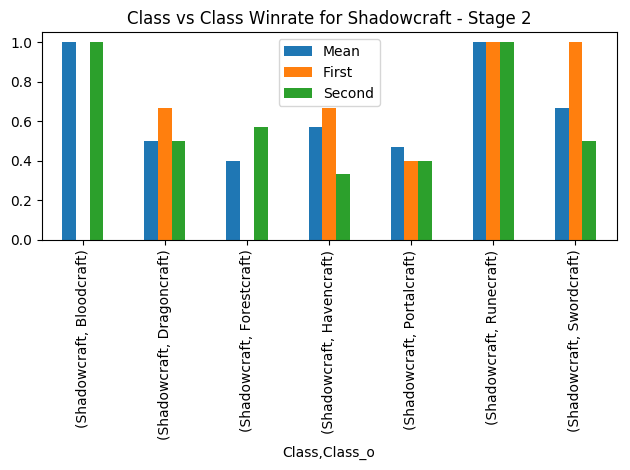 Class vs Class Winrate for Shadowcraft - Stage 2
Mean
First
Second
1.0
0.8
0.6
0.4
0.2
0.0
(Shadowcraft, Bloodcraft)
(Shadowcraft, Dragoncraft)
(Shadowcraft, Forestcraft)
(Shadowcraft, Havencraft)
(Shadowcraft, Portalcraft)
(Shadowcraft, Runecraft)
(Shadowcraft, Swordcraft)
Class,Class_o